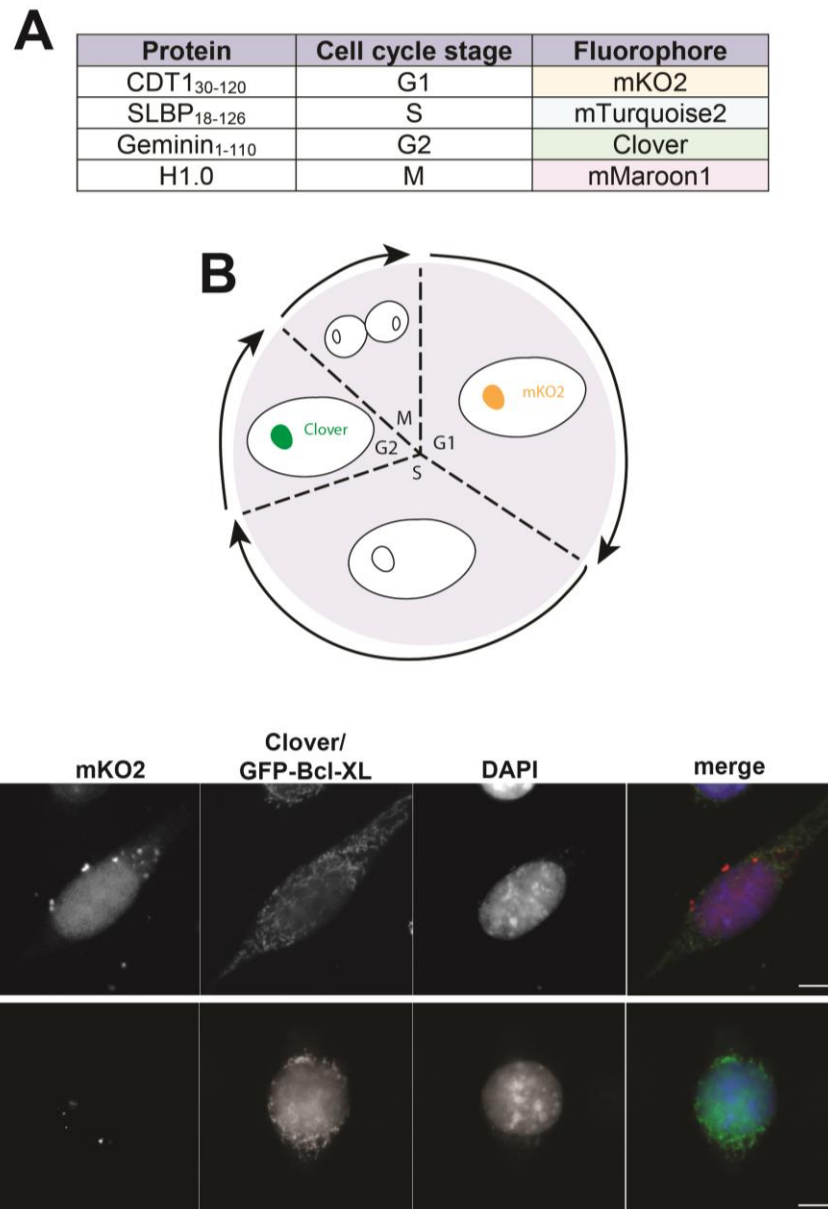 A
Protein Cell cycle stage Fluorophore
CDT1₃₀₋₁₂₀ G1 mKO2
SLBP₁₈₋₁₂₆ S mTurquoise2
Geminin₁₋₁₁₀ G2 Clover
H1.0 M mMaroon1
B
mKO2
Clover
M
G2 G1
S
Clover/
mKO2 GFP-Bcl-XL DAPI merge